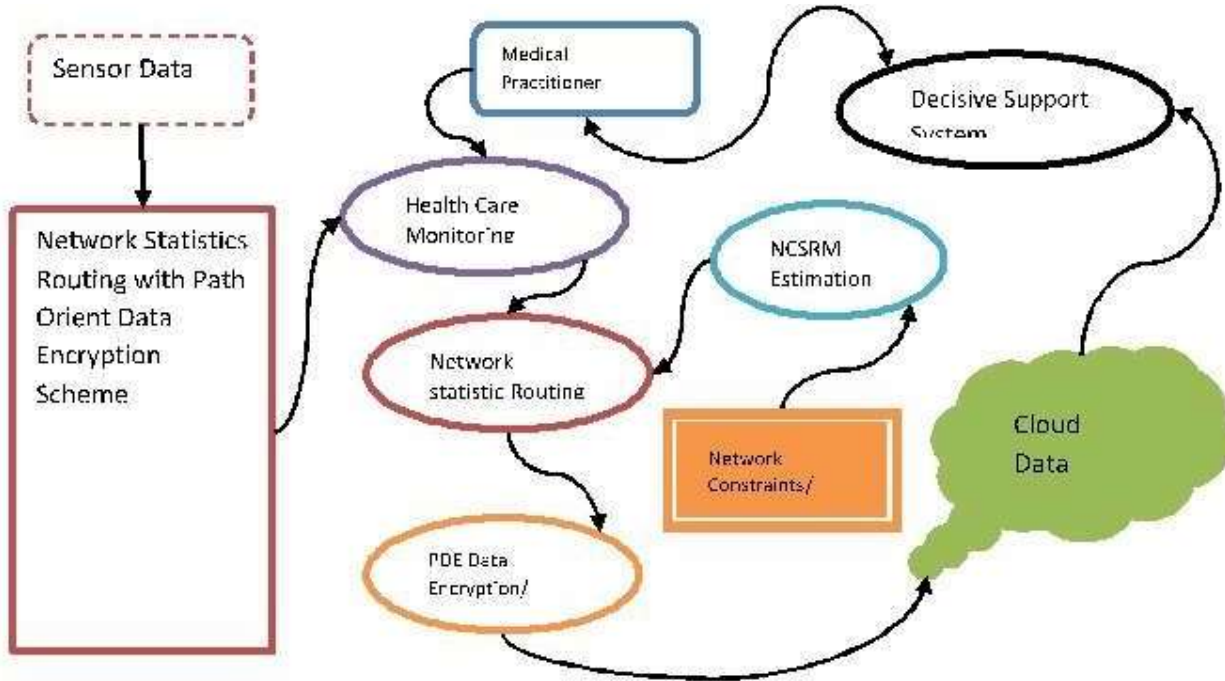 Sensor Data
Network Statistics
Routing with Path
Orient Data
Encryption
Scheme
Medical
Practitioner
Health Care
Monitoring
Network
statistic Routing
PDE Data
Encryption/
NCSRM
Estimation
Network
Constraints/
Decisive Support
System
Cloud
Data